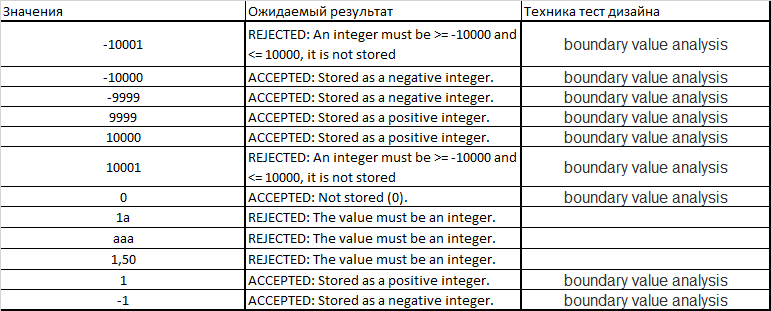 Значения Ожидаемый результат Техника тест дизайна
-10001 REJECTED: An integer must be >= -10000 and <= 10000, it is not stored boundary value analysis
-10000 ACCEPTED: Stored as a negative integer. boundary value analysis
-9999 ACCEPTED: Stored as a negative integer. boundary value analysis
9999 ACCEPTED: Stored as a positive integer. boundary value analysis
10000 ACCEPTED: Stored as a positive integer. boundary value analysis
10001 REJECTED: An integer must be >= -10000 and <= 10000, it is not stored boundary value analysis
0 ACCEPTED: Not stored (0). boundary value analysis
1a REJECTED: The value must be an integer.
aaa REJECTED: The value must be an integer.
1,50 REJECTED: The value must be an integer.
1 ACCEPTED: Stored as a positive integer. boundary value analysis
-1 ACCEPTED: Stored as a negative integer. boundary value analysis